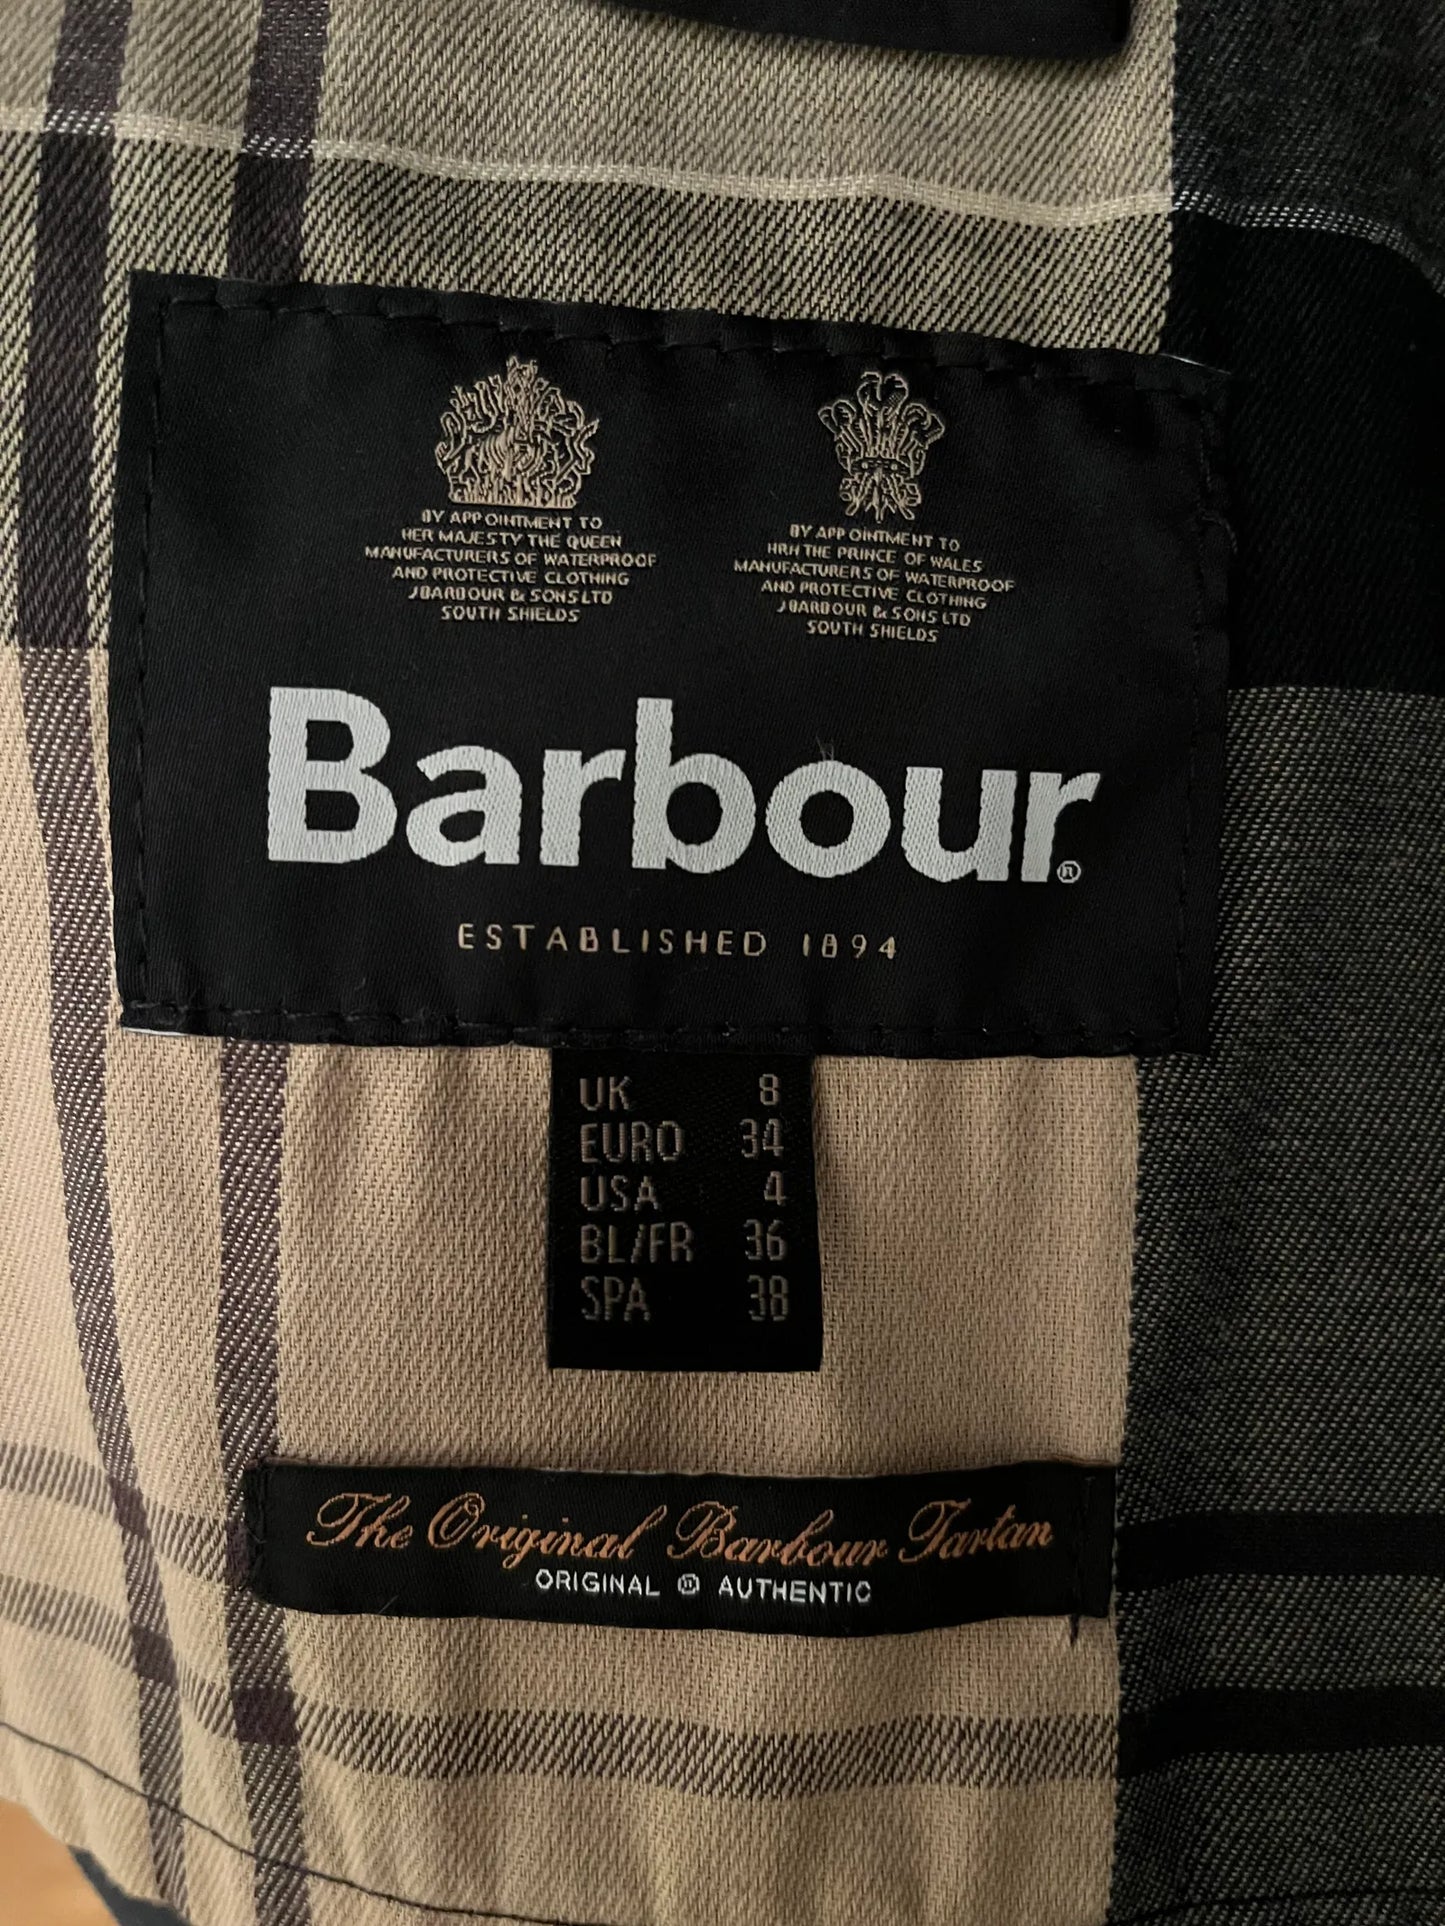 BY APPOINTMENT TO
HER MAJESTY THE QUEEN
MANUFACTURERS OF WATERPROOF
AND PROTECTIVE CLOTHING
J BARBOUR & SONS LTD
SOUTH SHIELDS
BY APPOINTMENT TO
HRH THE PRINCE OF WALES
MANUFACTURERS OF WATERPROOF
AND PROTECTIVE CLOTHING
J BARBOUR & SONS LTD
SOUTH SHIELDS
Barbour®
ESTABLISHED 1894
UK 8
EURO 34
USA 4
BL/FR 36
SPA 38
The Original Barbour Tartan
ORIGINAL ® AUTHENTIC